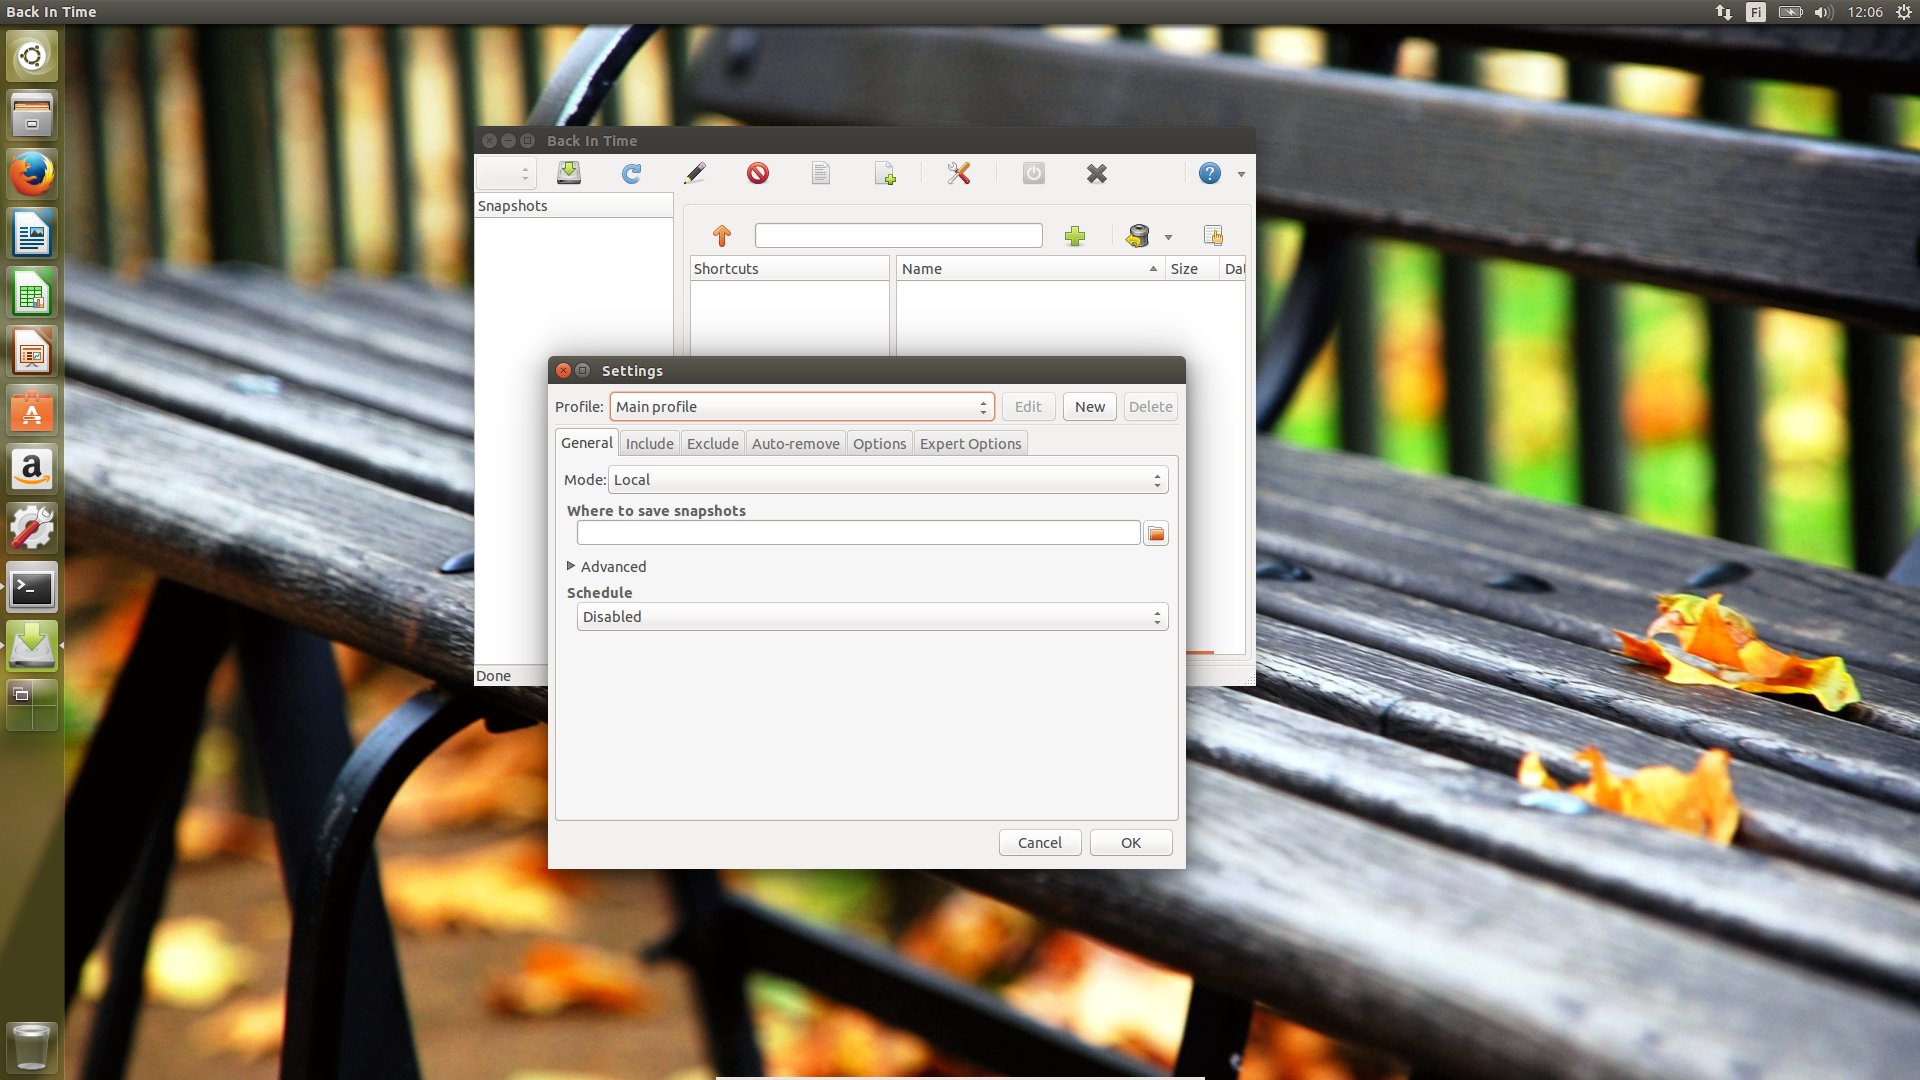 Back In Time
Fi
12:06
Back In Time
Snapshots
Shortcuts
Name
Size
Dat
Settings
Profile:
Main profile
Edit
New
Delete
General
Include
Exclude
Auto-remove
Options
Expert Options
Mode:
Local
Where to save snapshots
Advanced
Schedule
Disabled
Done
Cancel
OK